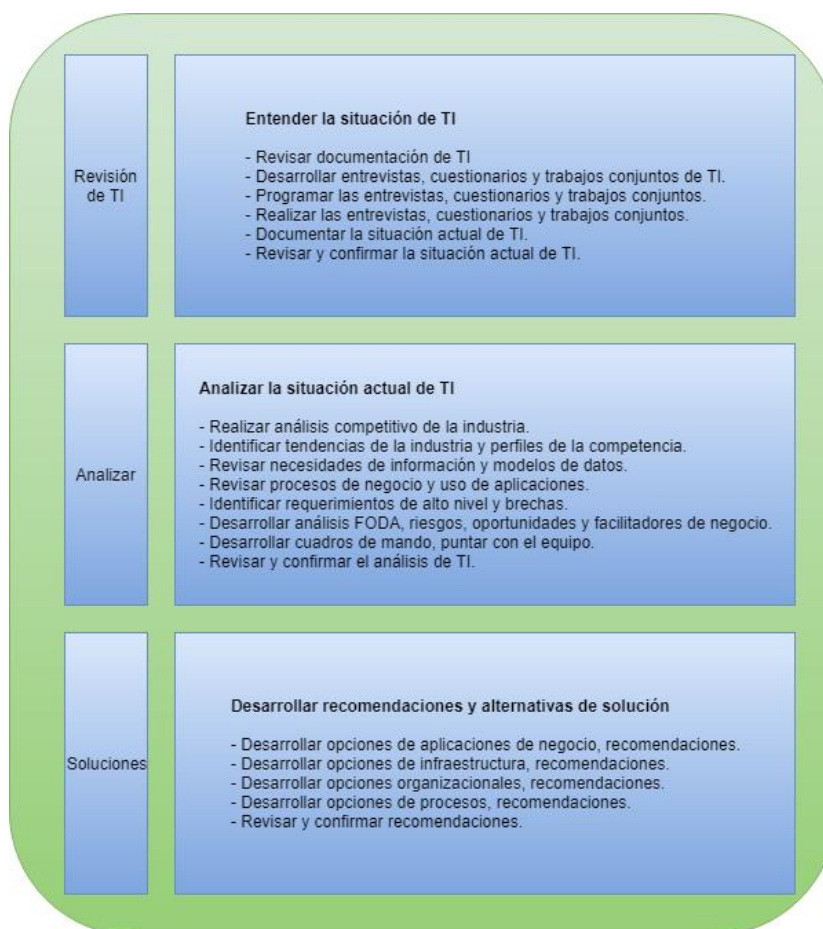 Revisión
de TI
Entender la situación de TI
- Revisar documentación de TI
- Desarrollar entrevistas, cuestionarios y trabajos conjuntos de TI.
- Programar las entrevistas, cuestionarios y trabajos conjuntos.
- Realizar las entrevistas, cuestionarios y trabajos conjuntos.
- Documentar la situación actual de TI.
- Revisar y confirmar la situación actual de TI.
Analizar
Analizar la situación actual de TI
- Realizar análisis competitivo de la industria.
- Identificar tendencias de la industria y perfiles de la competencia.
- Revisar necesidades de información y modelos de datos.
- Revisar procesos de negocio y uso de aplicaciones.
- Identificar requerimientos de alto nivel y brechas.
- Desarrollar análisis FODA, riesgos, oportunidades y facilitadores de negocio.
- Desarrollar cuadros de mando, puntar con el equipo.
- Revisar y confirmar el análisis de TI.
Soluciones
Desarrollar recomendaciones y alternativas de solución
- Desarrollar opciones de aplicaciones de negocio, recomendaciones.
- Desarrollar opciones de infraestructura, recomendaciones.
- Desarrollar opciones organizacionales, recomendaciones.
- Desarrollar opciones de procesos, recomendaciones.
- Revisar y confirmar recomendaciones.